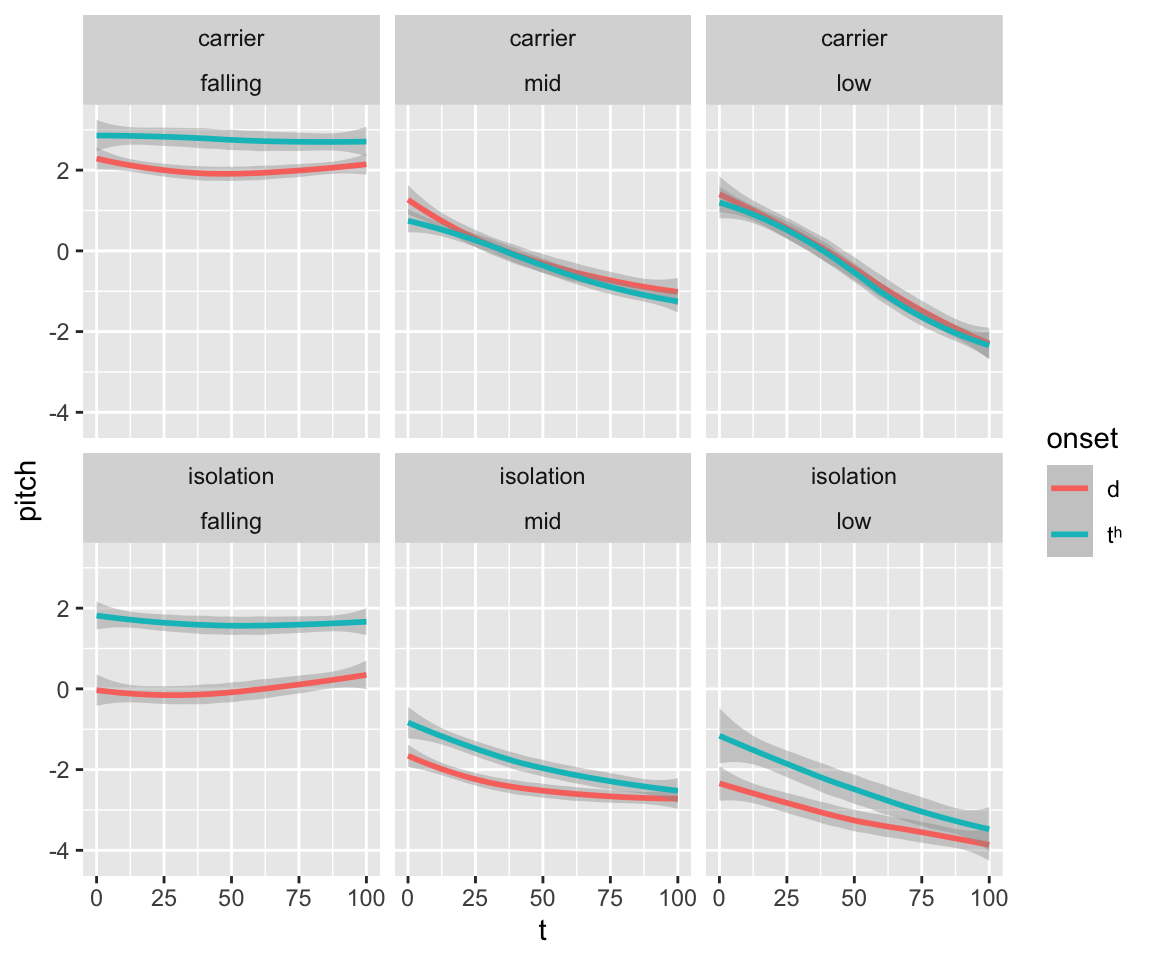 carrier carrier carrier
falling mid low
2
0
-2
-4
isolation isolation isolation
falling mid low
2
0
-2
-4
0 25 50 75 100 0 25 50 75 100 0 25 50 75 100
t
pitch
onset
d
tʰ